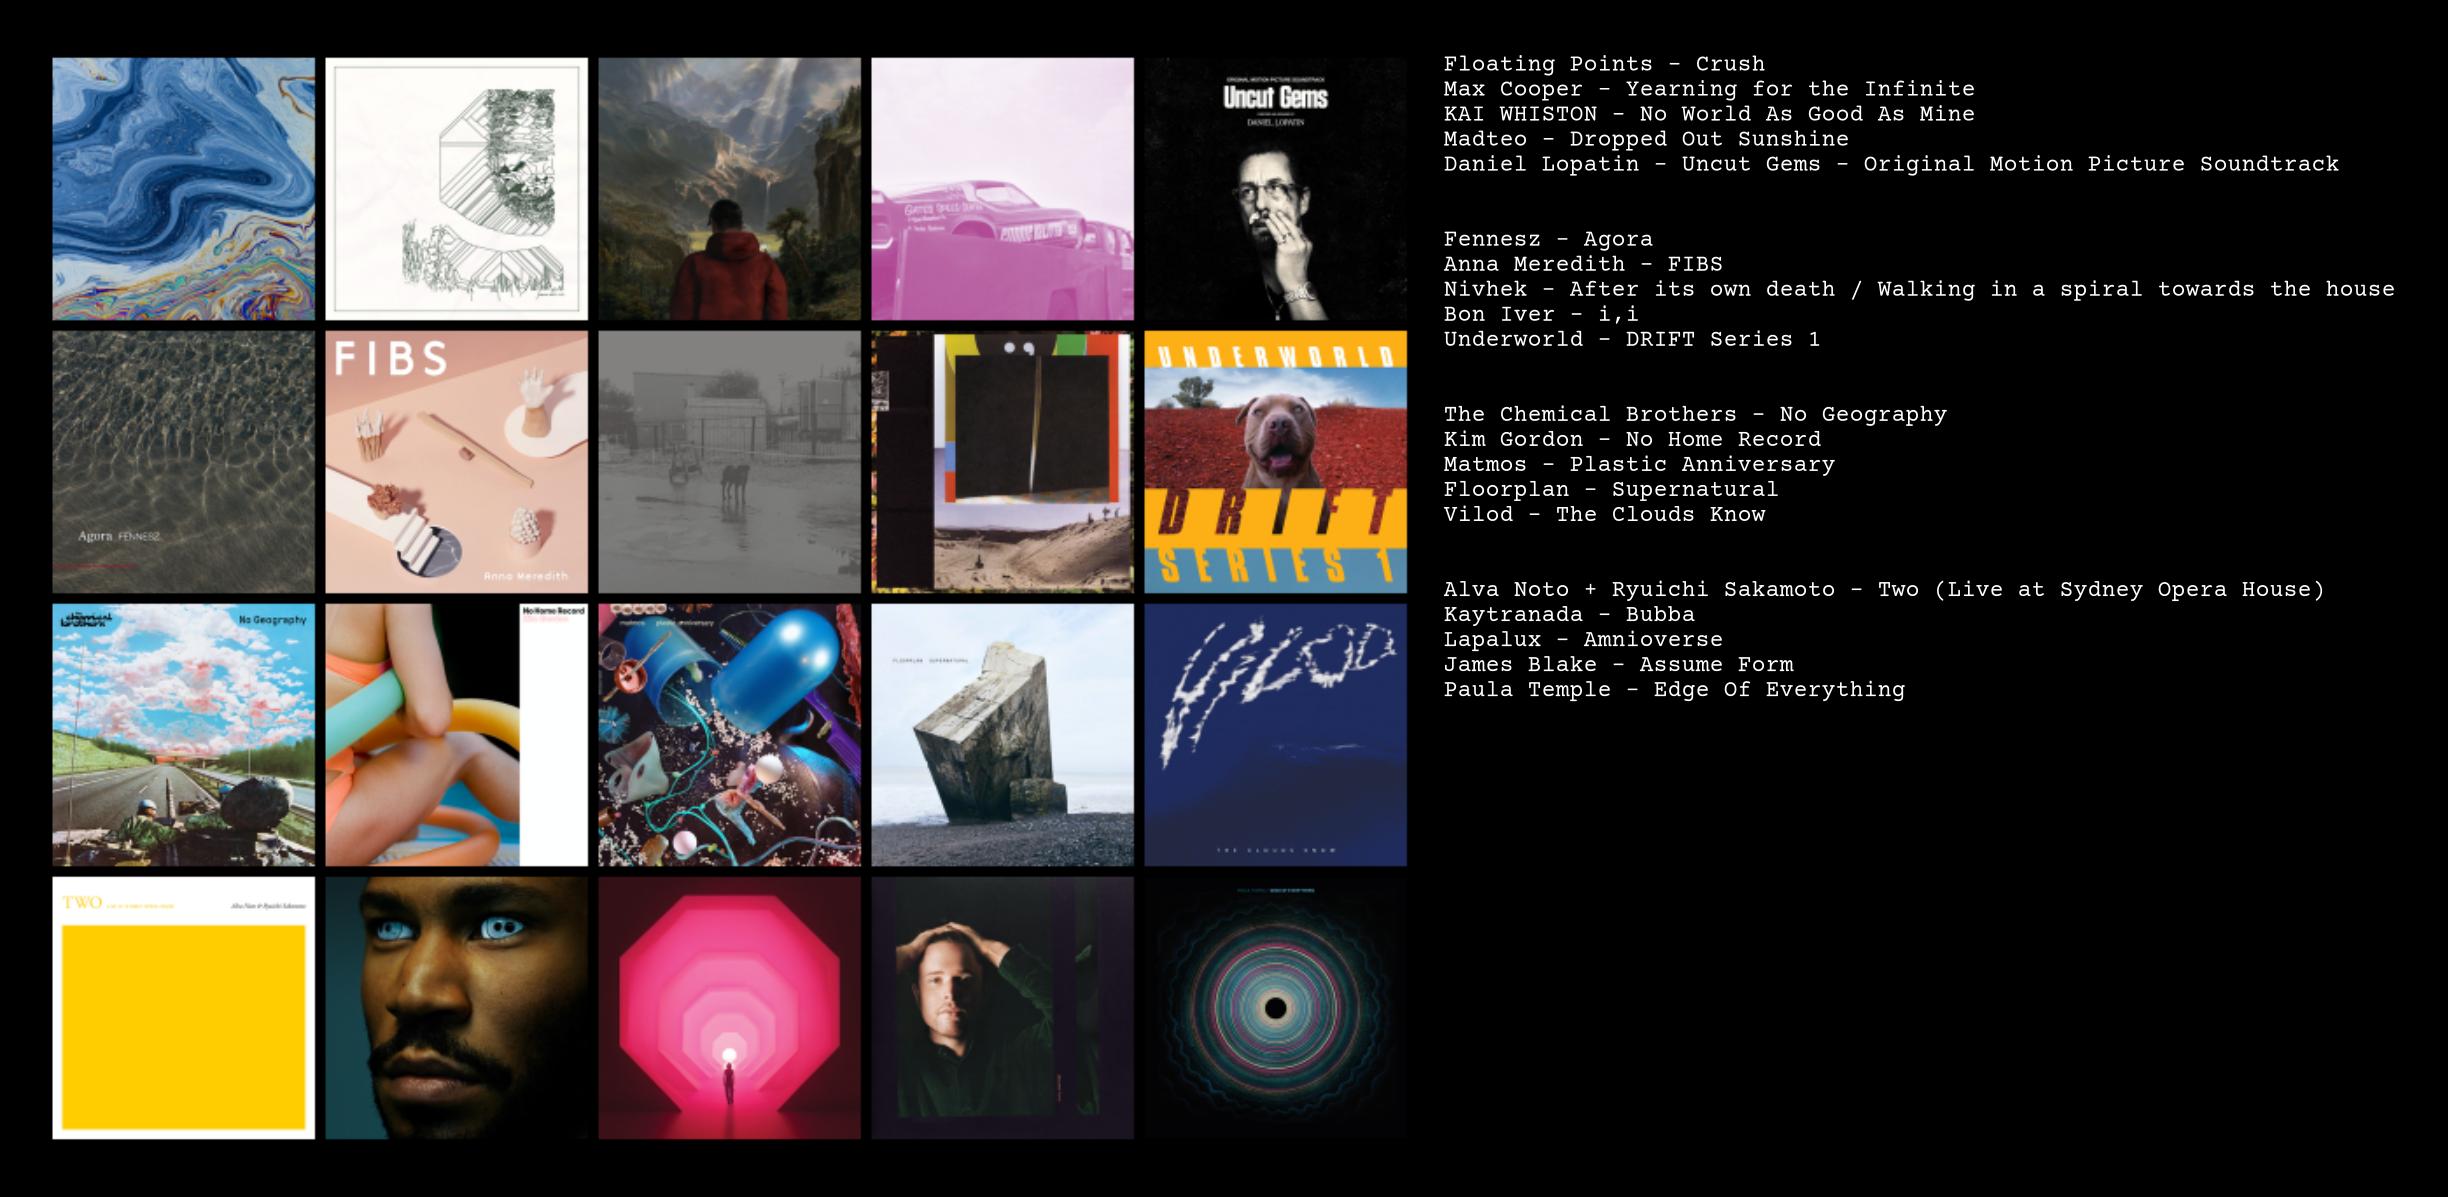 ORIGINAL MOTION PICTURE SOUNDTRACK
Uncut Gems
DANIEL LOPATIN
Agora FENNESZ
FIBS
Anna Meredith
UNDERWORLD
DRIFT
SERIES 1
the chemical brothers
No Geography
No Home Record
Kim Gordon
matmos plastic anniversary
FLOORPLAN SUPERNATURAL
VILOD
THE CLOUDS KNOW
TWO
Alva Noto & Ryuichi Sakamoto
Floating Points - Crush
Max Cooper - Yearning for the Infinite
KAI WHISTON - No World As Good As Mine
Madteo - Dropped Out Sunshine
Daniel Lopatin - Uncut Gems - Original Motion Picture Soundtrack
Fennesz - Agora
Anna Meredith - FIBS
Nivhek - After its own death / Walking in a spiral towards the house
Bon Iver - i,i
Underworld - DRIFT Series 1
The Chemical Brothers - No Geography
Kim Gordon - No Home Record
Matmos - Plastic Anniversary
Floorplan - Supernatural
Vilod - The Clouds Know
Alva Noto + Ryuichi Sakamoto - Two (Live at Sydney Opera House)
Kaytranada - Bubba
Lapalux - Amnioverse
James Blake - Assume Form
Paula Temple - Edge Of Everything